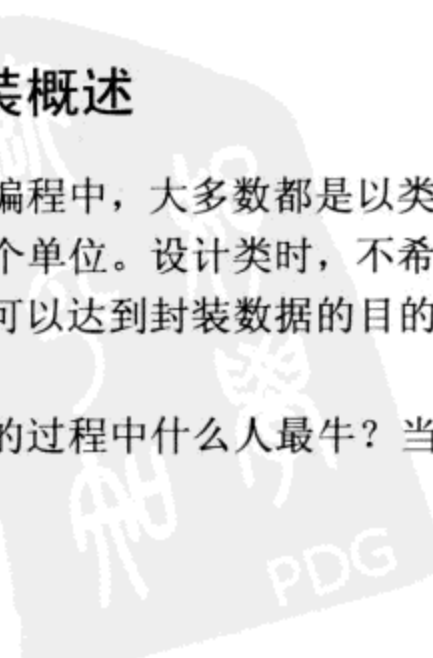 装概述
编程中，大多数都是以类
个单位。设计类时，不希
可以达到封装数据的目的
的过程中什么人最牛？当
PDG